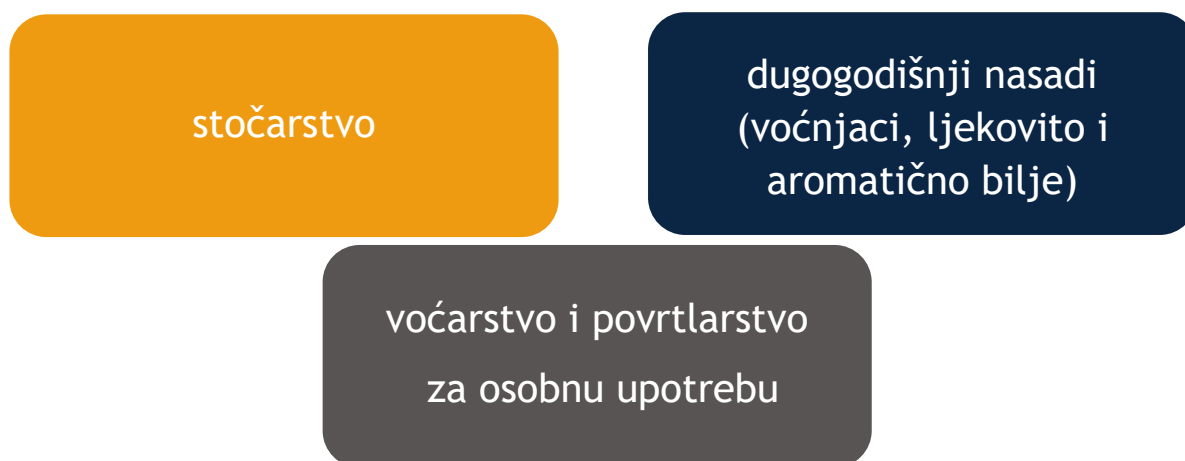 stočarstvo
dugogodišnji nasadi
(voćnjaci, ljekovito i
aromatično bilje)
voćarstvo i povrtlarstvo
za osobnu upotrebu